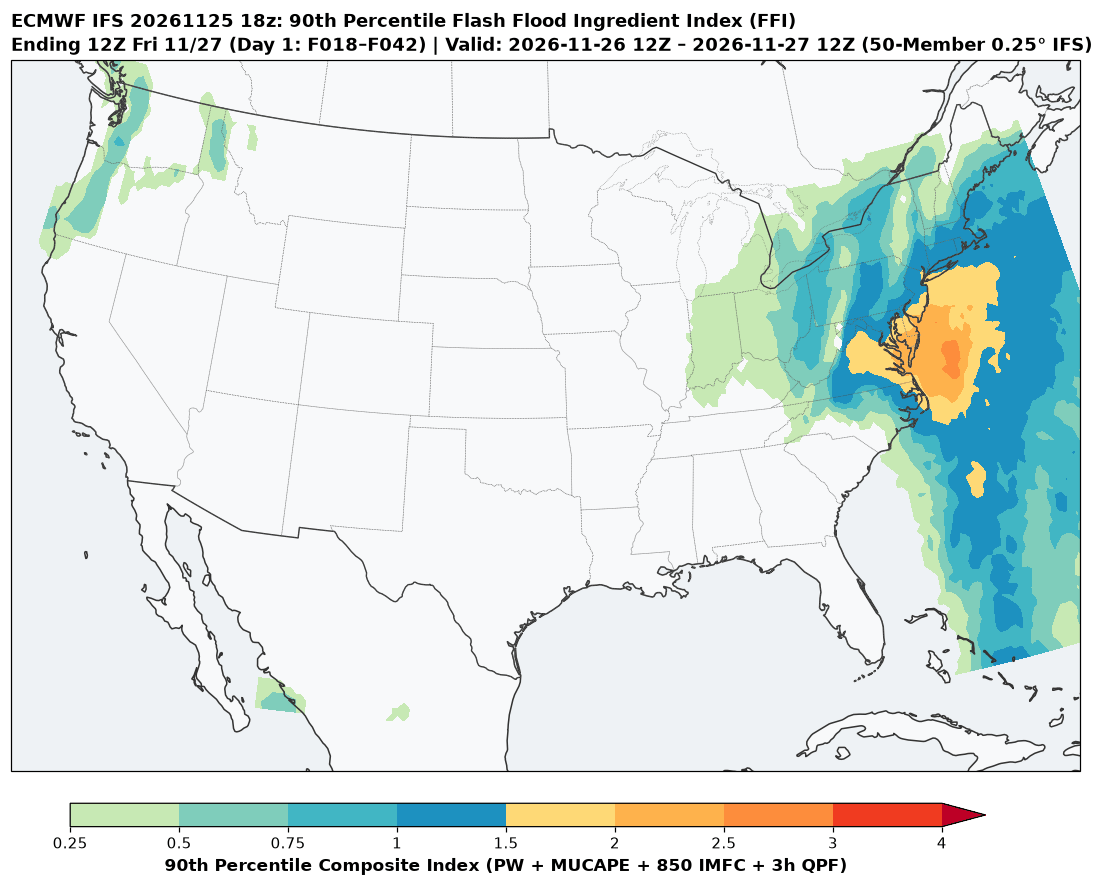 ECMWF IFS 20261125 18z: 90th Percentile Flash Flood Ingredient Index (FFI)
Ending 12Z Fri 11/27 (Day 1: F018–F042) | Valid: 2026-11-26 12Z – 2026-11-27 12Z (50-Member 0.25° IFS)
0.25 0.5 0.75 1 1.5 2 2.5 3 4
90th Percentile Composite Index (PW + MUCAPE + 850 IMFC + 3h QPF)